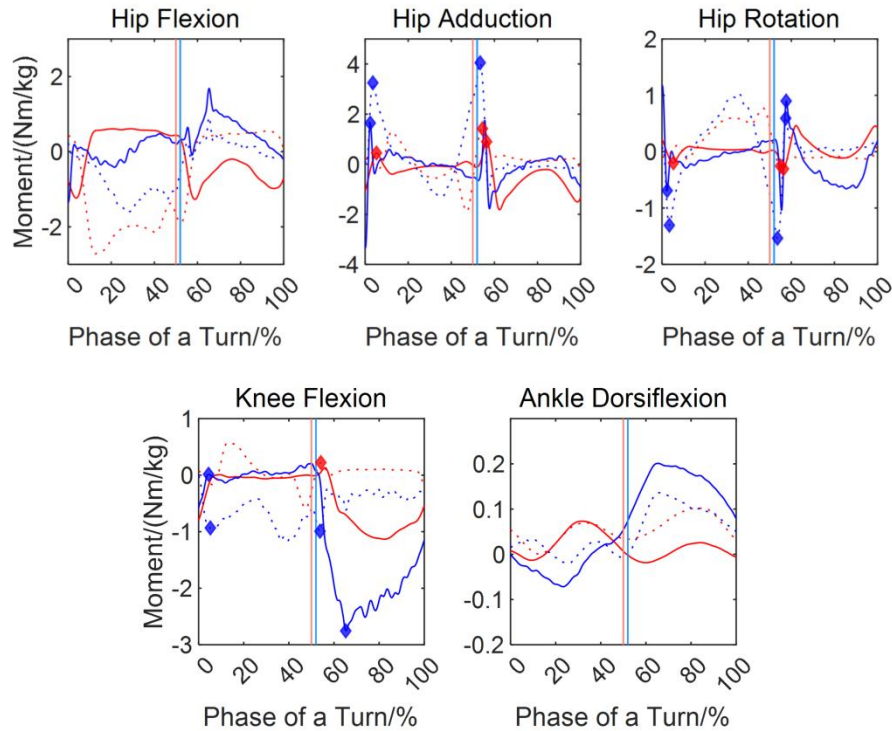 Hip Flexion
Hip Adduction
Hip Rotation
Moment/(Nm/kg)
2
0
-2
4
2
0
-2
-4
2
1
0
-1
-2
0 20 40 60 80 100
0 20 40 60 80 100
0 20 40 60 80 100
Phase of a Turn/%
Phase of a Turn/%
Phase of a Turn/%
Knee Flexion
Ankle Dorsiflexion
Moment/(Nm/kg)
1
0
-1
-2
-3
0.2
0.1
0
-0.1
-0.2
0 20 40 60 80 100
0 20 40 60 80 100
Phase of a Turn/%
Phase of a Turn/%